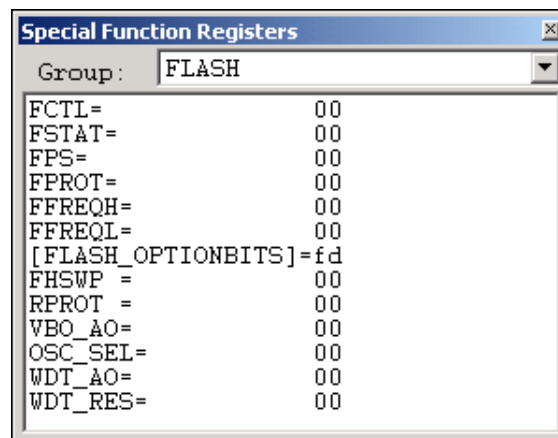 Special Function Registers
Group: FLASH
FCTL= 00
FSTAT= 00
FPS= 00
FPROT= 00
FFREQH= 00
FFREQL= 00
[FLASH_OPTIONBITS]=fd
FHSWP = 00
RPROT = 00
VBO_AO= 00
OSC_SEL= 00
WDT_AO= 00
WDT_RES= 00